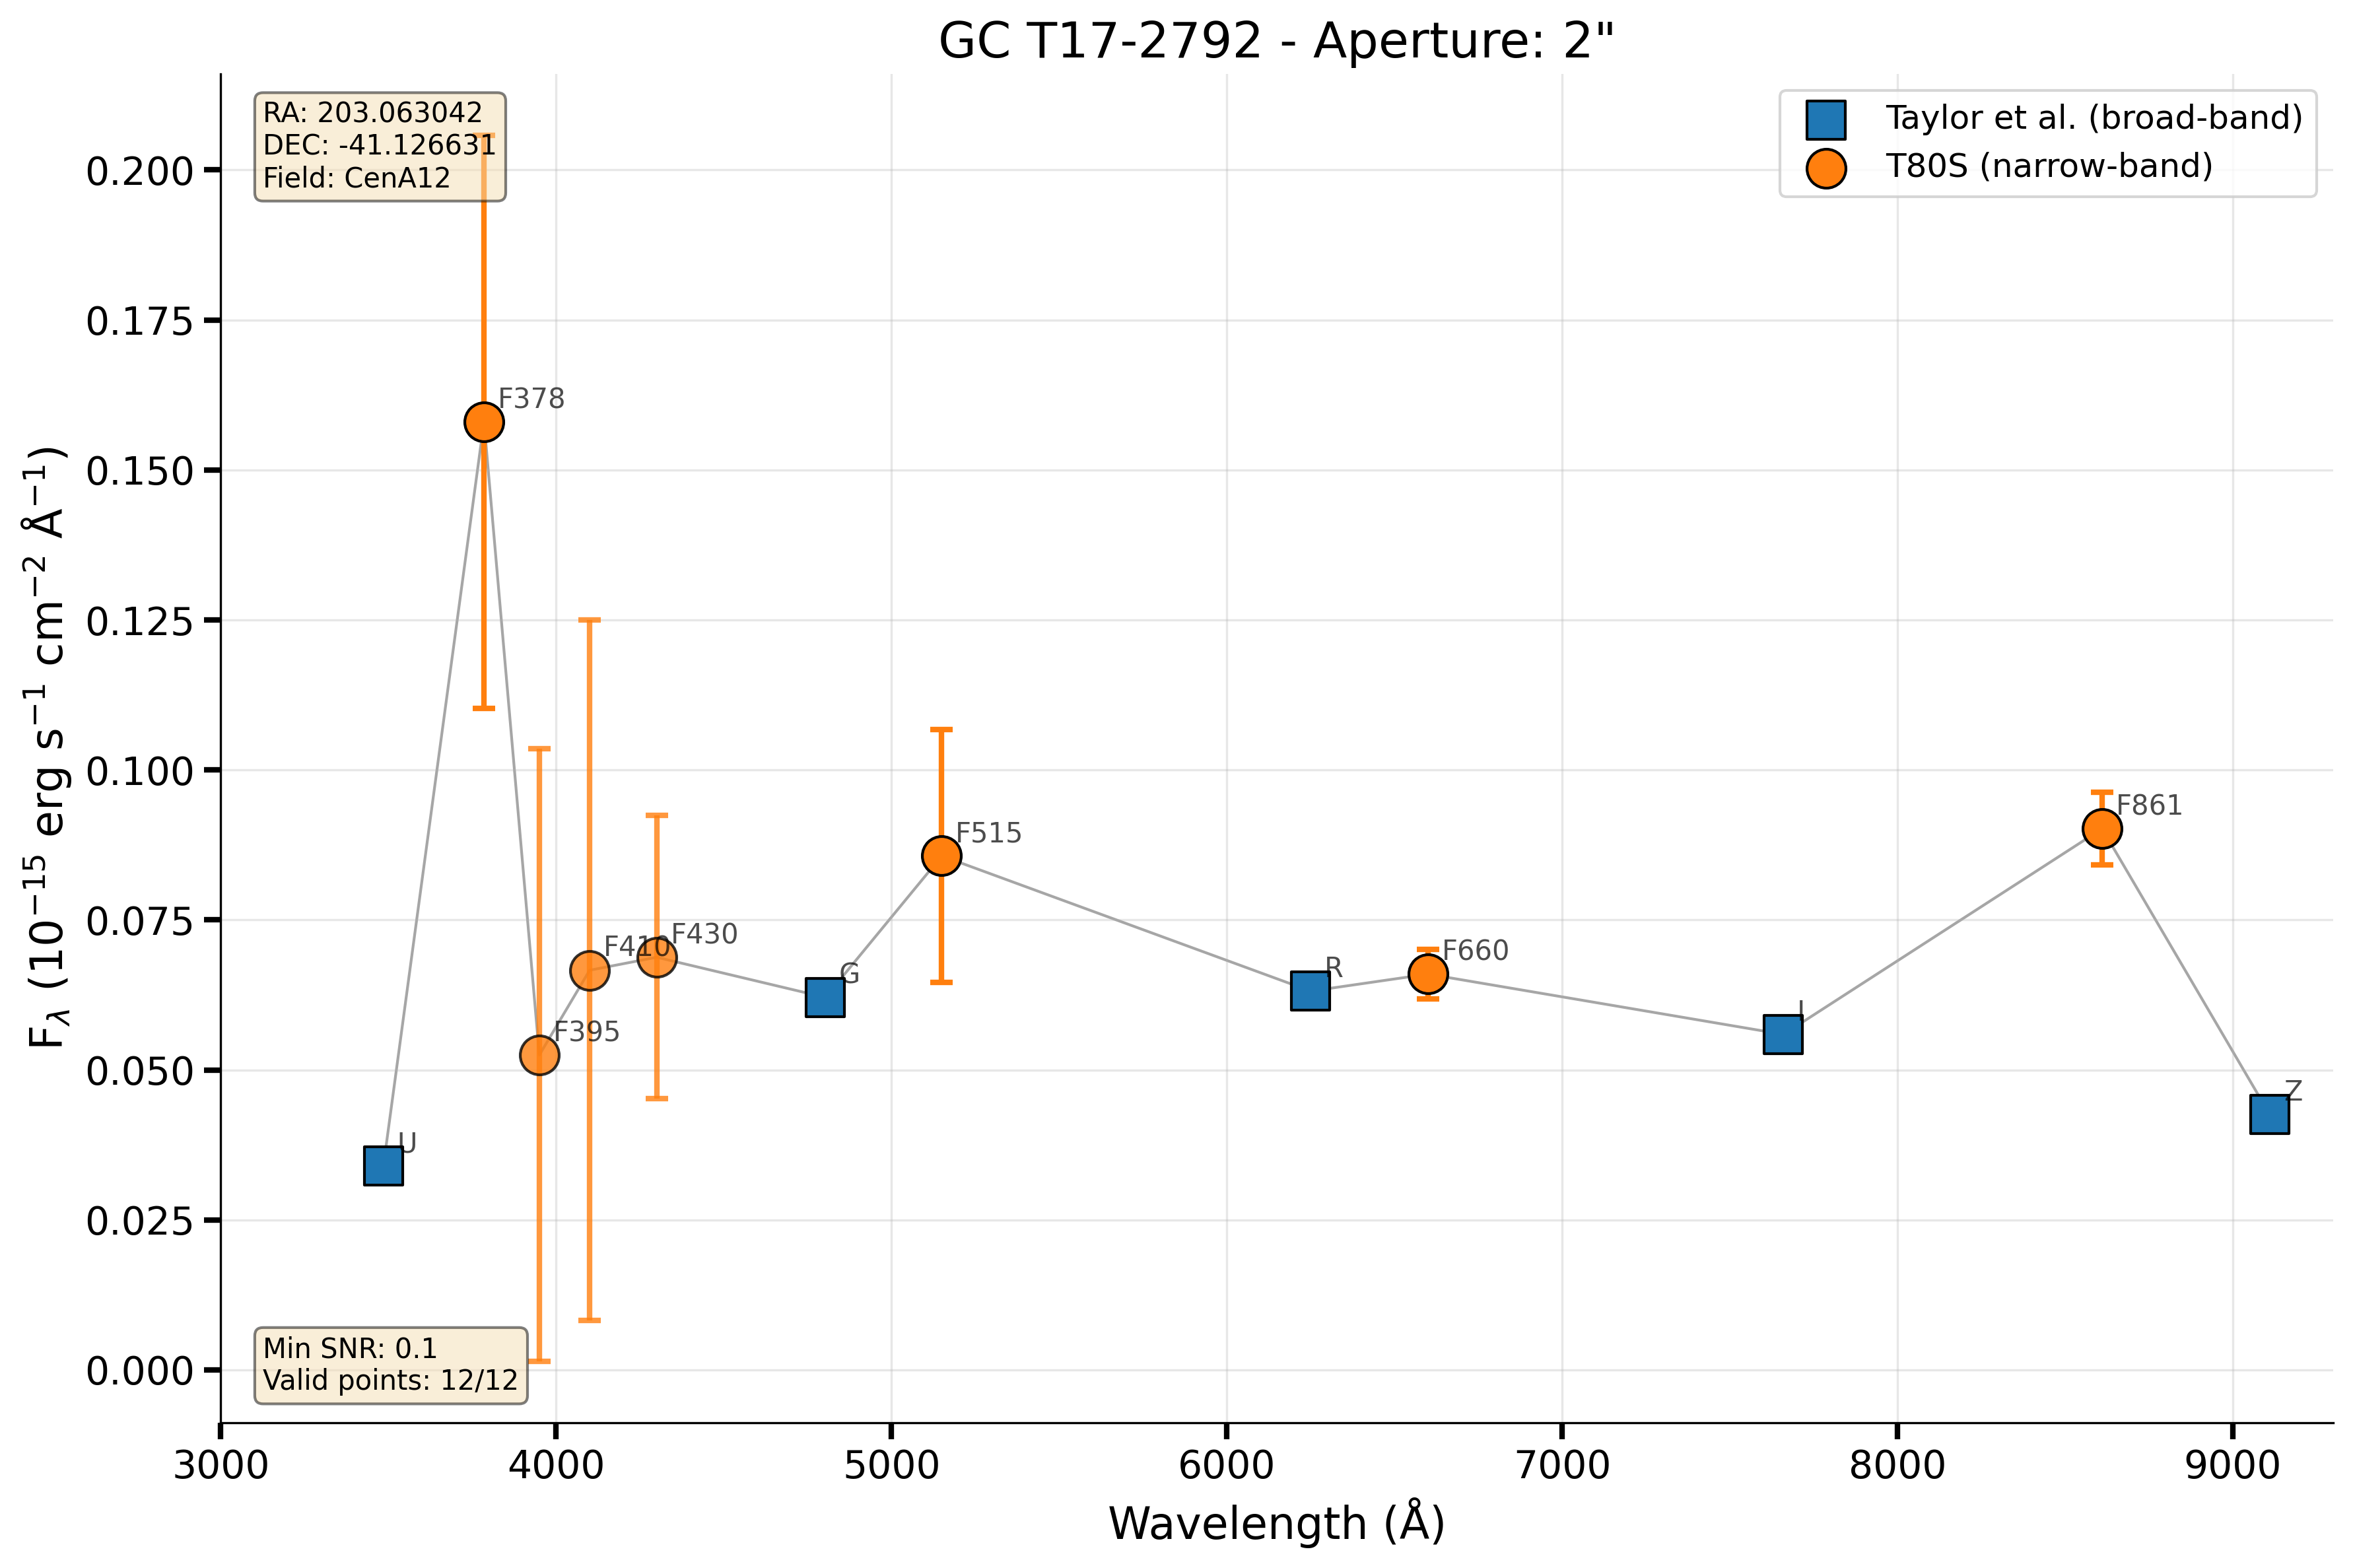 GC T17-2792 - Aperture: 2"
RA: 203.063042
DEC: -41.126631
Field: CenA12
Taylor et al. (broad-band)
T80S (narrow-band)
F_λ (10⁻¹⁵ erg s⁻¹ cm⁻² Å⁻¹)
0.200
0.175
0.150
0.125
0.100
0.075
0.050
0.025
0.000
U
F378
F395
F410
F430
G
F515
R
F660
I
F861
Z
Min SNR: 0.1
Valid points: 12/12
3000
4000
5000
6000
7000
8000
9000
Wavelength (Å)